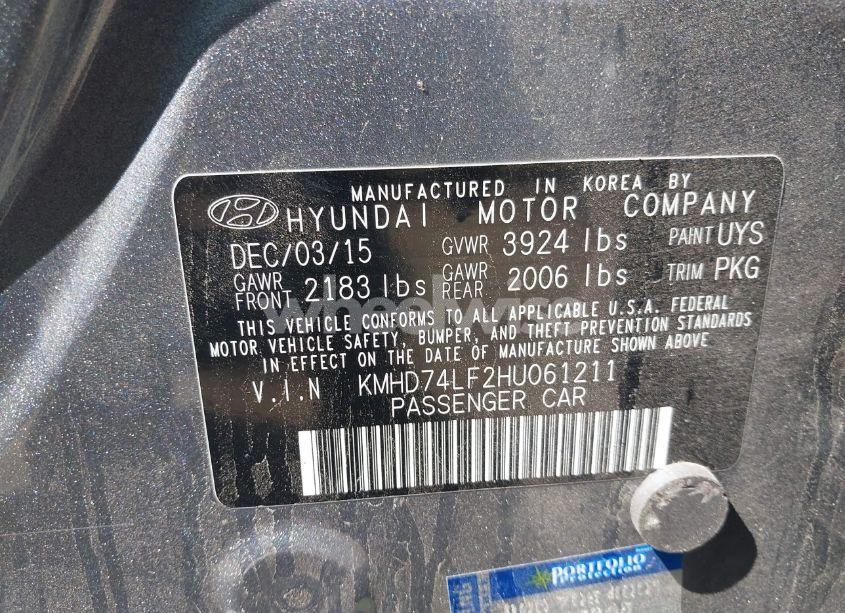 MANUFACTURED IN KOREA BY
HYUNDAI MOTOR COMPANY
DEC/03/15 GVWR 3924 lbs PAINT UYS
GAWR FRONT 2183 lbs GAWR REAR 2006 lbs TRIM PKG
THIS VEHICLE CONFORMS TO ALL APPLICABLE U.S.A. FEDERAL
MOTOR VEHICLE SAFETY, BUMPER, AND THEFT PREVENTION STANDARDS
IN EFFECT ON THE DATE OF MANUFACTURE SHOWN ABOVE
V.I.N KMHD74LF2HU061211
PASSENGER CAR
PORTFOLIO
Protection